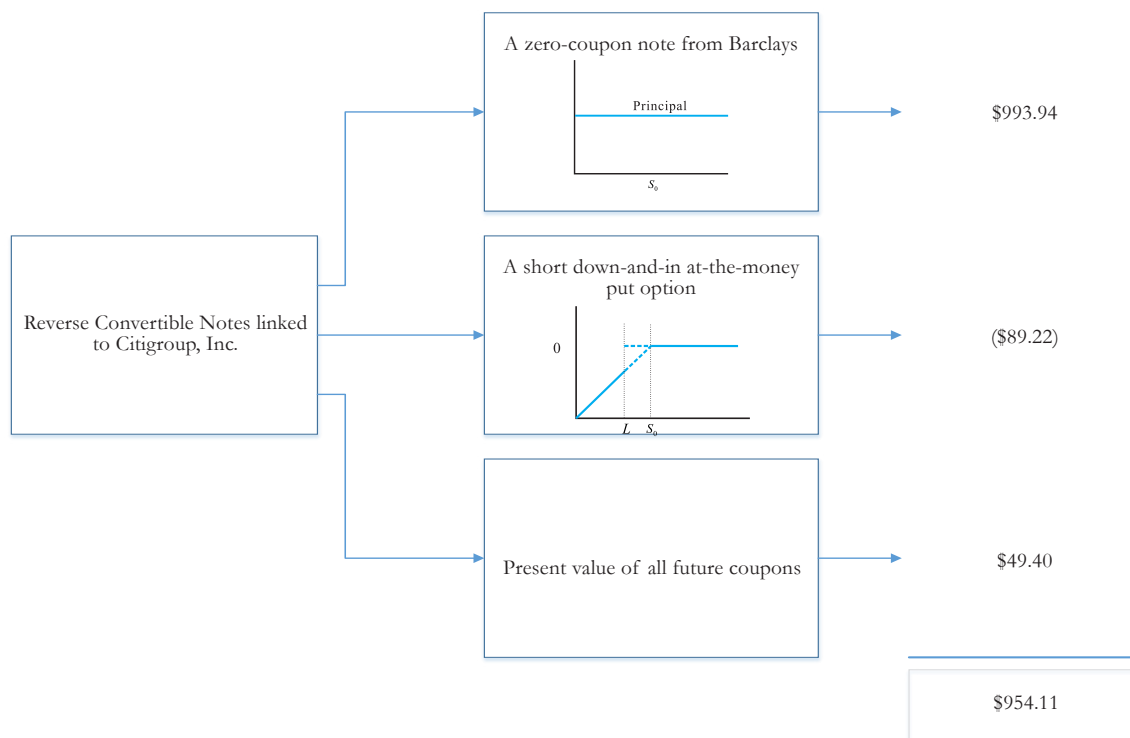 A zero-coupon note from Barclays
Principal
S₀
$993.94
Reverse Convertible Notes linked
to Citigroup, Inc.
A short down-and-in at-the-money
put option
0
L S₀
($89.22)
Present value of all future coupons
$49.40
$954.11